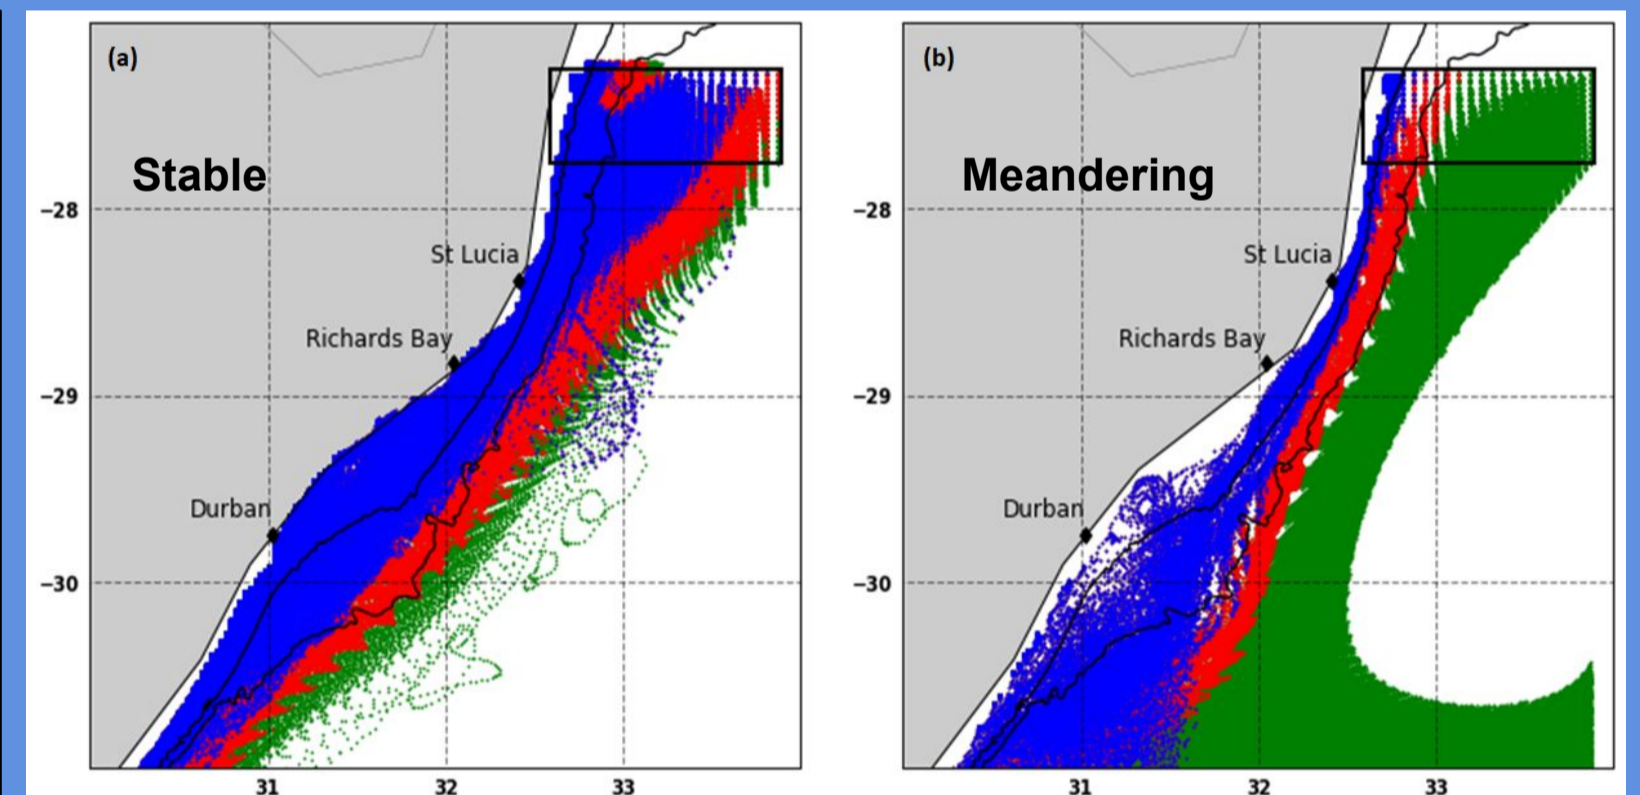 (a)
Stable
St Lucia
Richards Bay
Durban
−28
−29
−30
31 32 33
(b)
Meandering
St Lucia
Richards Bay
Durban
−28
−29
−30
31 32 33